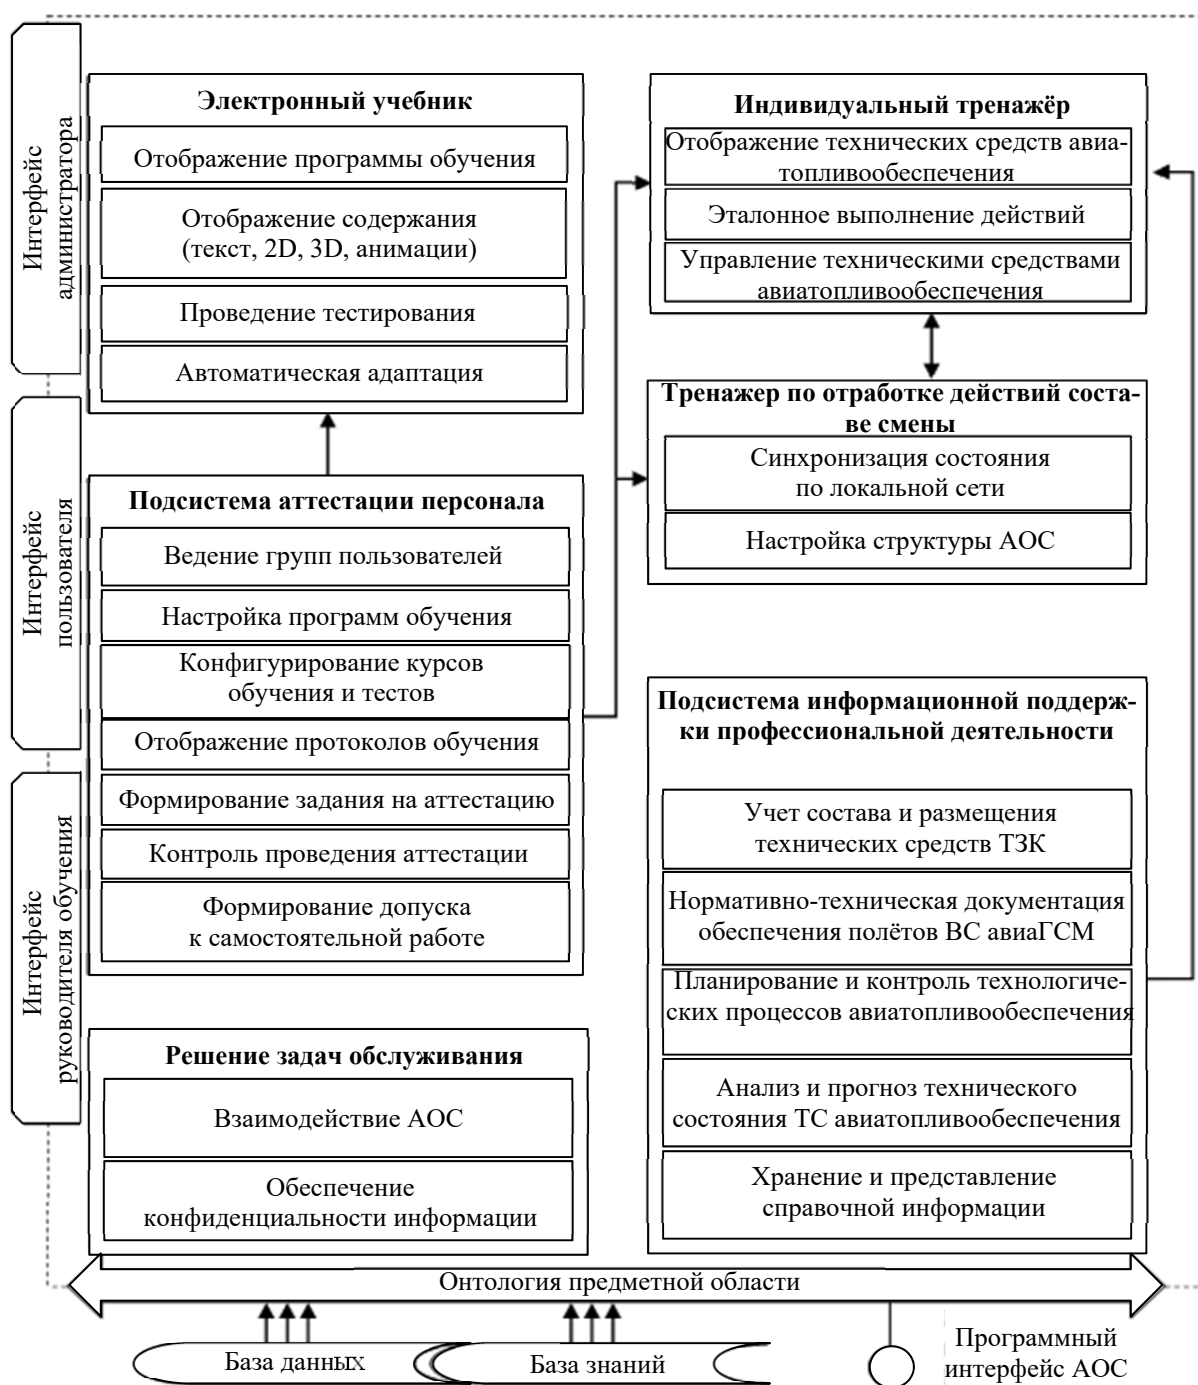 Интерфейс
администратора
Интерфейс
пользователя
Интерфейс
руководителя обучения
Электронный учебник
Отображение программы обучения
Отображение содержания
(текст, 2D, 3D, анимации)
Проведение тестирования
Автоматическая адаптация
Подсистема аттестации персонала
Ведение групп пользователей
Настройка программ обучения
Конфигурирование курсов
обучения и тестов
Отображение протоколов обучения
Формирование задания на аттестацию
Контроль проведения аттестации
Формирование допуска
к самостоятельной работе
Решение задач обслуживания
Взаимодействие АОС
Обеспечение
конфиденциальности информации
Индивидуальный тренажёр
Отображение технических средств авиа-
топливообеспечения
Эталонное выполнение действий
Управление техническими средствами
авиатопливообеспечения
Тренажер по отработке действий соста-
ве смены
Синхронизация состояния
по локальной сети
Настройка структуры АОС
Подсистема информационной поддерж-
ки профессиональной деятельности
Учет состава и размещения
технических средств ТЗК
Нормативно-техническая документация
обеспечения полётов ВС авиаГСМ
Планирование и контроль технологиче-
ских процессов авиатопливообеспечения
Анализ и прогноз технического
состояния ТС авиатопливообеспечения
Хранение и представление
справочной информации
Онтология предметной области
База данных
База знаний
Программный
интерфейс АОС